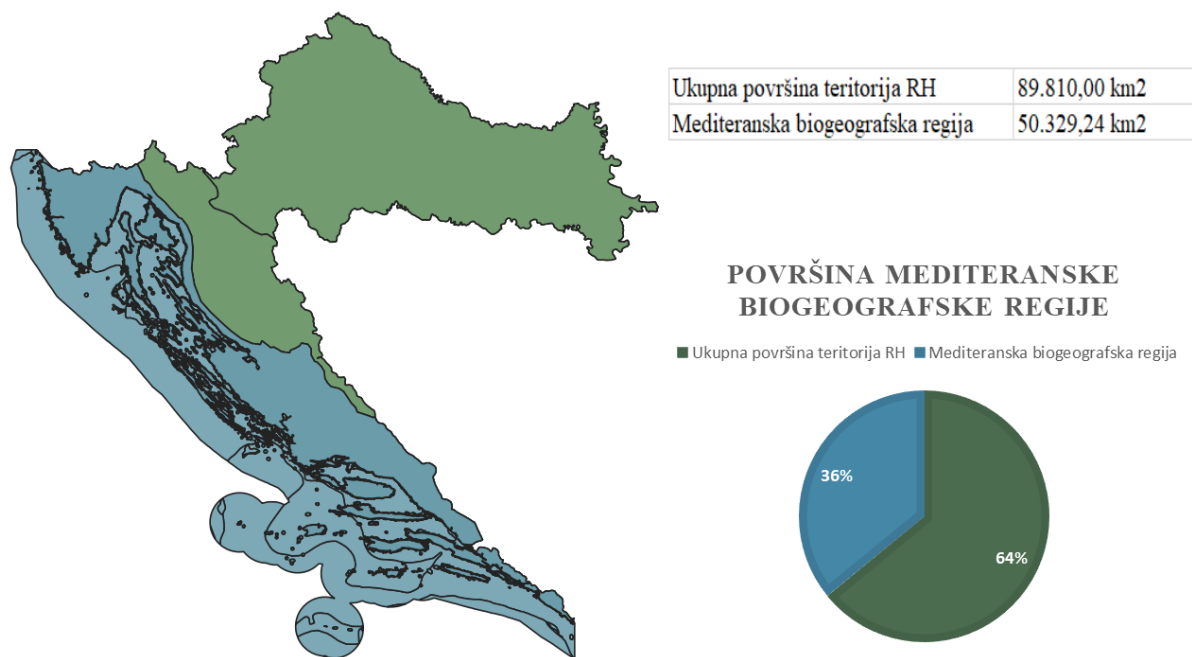 Ukupna površina teritorija RH 89.810,00 km2
Mediteranska biogeografska regija 50.329,24 km2
POVRŠINA MEDITERANSKE
BIOGEOGRAFSKE REGIJE
Ukupna površina teritorija RH Mediteranska biogeografska regija
36%
64%